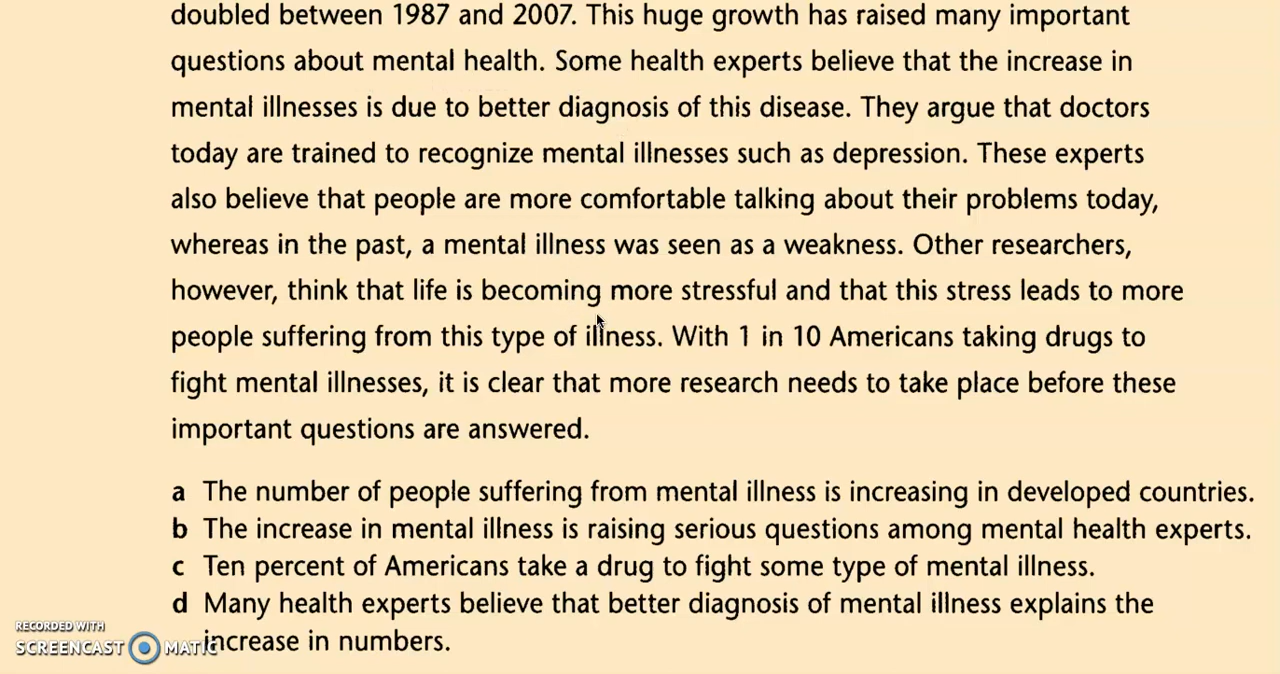 doubled between 1987 and 2007. This huge growth has raised many important
questions about mental health. Some health experts believe that the increase in
mental illnesses is due to better diagnosis of this disease. They argue that doctors
today are trained to recognize mental illnesses such as depression. These experts
also believe that people are more comfortable talking about their problems today,
whereas in the past, a mental illness was seen as a weakness. Other researchers,
however, think that life is becoming more stressful and that this stress leads to more
people suffering from this type of illness. With 1 in 10 Americans taking drugs to
fight mental illnesses, it is clear that more research needs to take place before these
important questions are answered.
a The number of people suffering from mental illness is increasing in developed countries.
b The increase in mental illness is raising serious questions among mental health experts.
c Ten percent of Americans take a drug to fight some type of mental illness.
d Many health experts believe that better diagnosis of mental illness explains the
increase in numbers.
RECORDED WITH
SCREENCAST MATIC